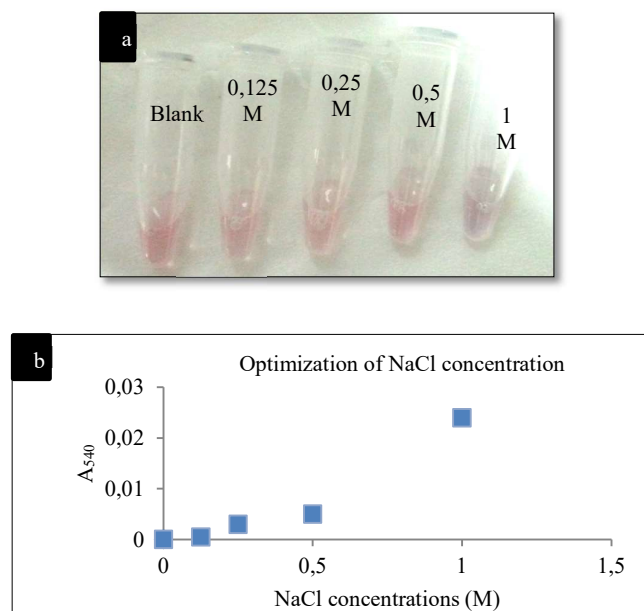 a
Blank
0,125
M
0,25
M
0,5
M
1
M
b
Optimization of NaCl concentration
0,03
0,02
0,01
0
A540
0
0,5
1
1,5
NaCl concentrations (M)